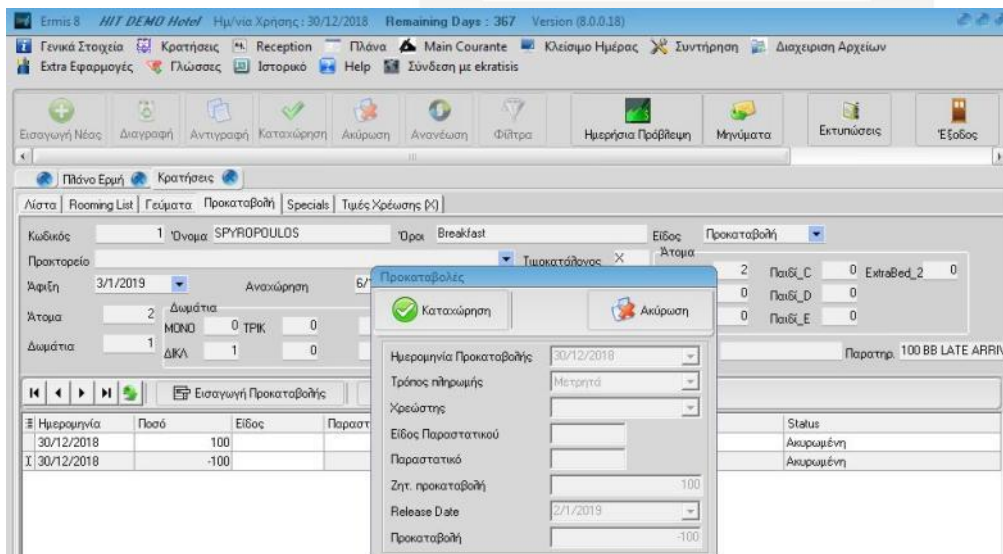 Ermis 8 HIT DEMO Hotel Ημ/νια Χρήσης : 30/12/2018 Remaining Days : 367 Version (8.0.0.18)
Γενικά Στοιχεία Κρατήσεις Reception Πλάνα Main Courante Κλείσιμο Ημέρας Συντήρηση Διαχειριση Αρχείων
Extra Εφαρμογές Γλώσσες Ιστορικό Help Σύνδεση με ekratisis
Εισαγωγή Νέας Διαγραφή Αντιγραφή Καταχώρηση Ακύρωση Ανανέωση Φίλτρα Ημερήσια Πρόβλεψη Μηνύματα Εκτυπώσεις Έξοδος
Πλάνο Ερμή Κρατήσεις
Λίστα Rooming List Γεύματα Προκαταβολή Specials Τιμές Χρέωσης (X)
Κωδικός 1 Όνομα SPYROPOULOS Όροι Breakfast Είδος Προκαταβολή
Πρακτορείο Τιμοκατάλογος X Άτομα
Άφιξη 3/1/2019 Αναχώρηση 6/ 2 Παιδί_C 0 ExtraBed_2 0
Άτομα 2 Δωμάτια 0 Παιδί_D 0
ΜΟΝΟ 0 ΤΡΙΚ 0 0 Παιδί_E 0
Δωμάτια 1 ΔΙΚΛ 1 0 Παρατηρ. 100 BB LATE ARRIV
Εισαγωγή Προκαταβολής
Ημερομηνία Ποσό Είδος Παραστ Status
30/12/2018 100 Ακυρωμένη
30/12/2018 -100 Ακυρωμένη
Προκαταβολές
Καταχώρηση Ακύρωση
Ημερομηνία Προκαταβολής 30/12/2018
Τρόπος πληρωμής Μετρητά
Χρεώστης
Είδος Παραστατικού
Παραστατικό
Ζητ. προκαταβολή 100
Release Date 2/1/2019
Προκαταβολή -100